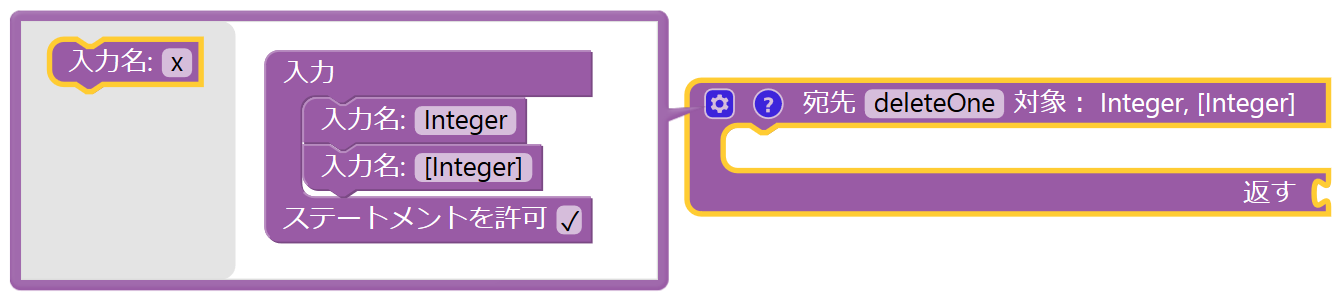 入力名: x
入力
入力名: Integer
入力名: [Integer]
ステートメントを許可 ✓
? 宛先 deleteOne 対象： Integer, [Integer]
返す